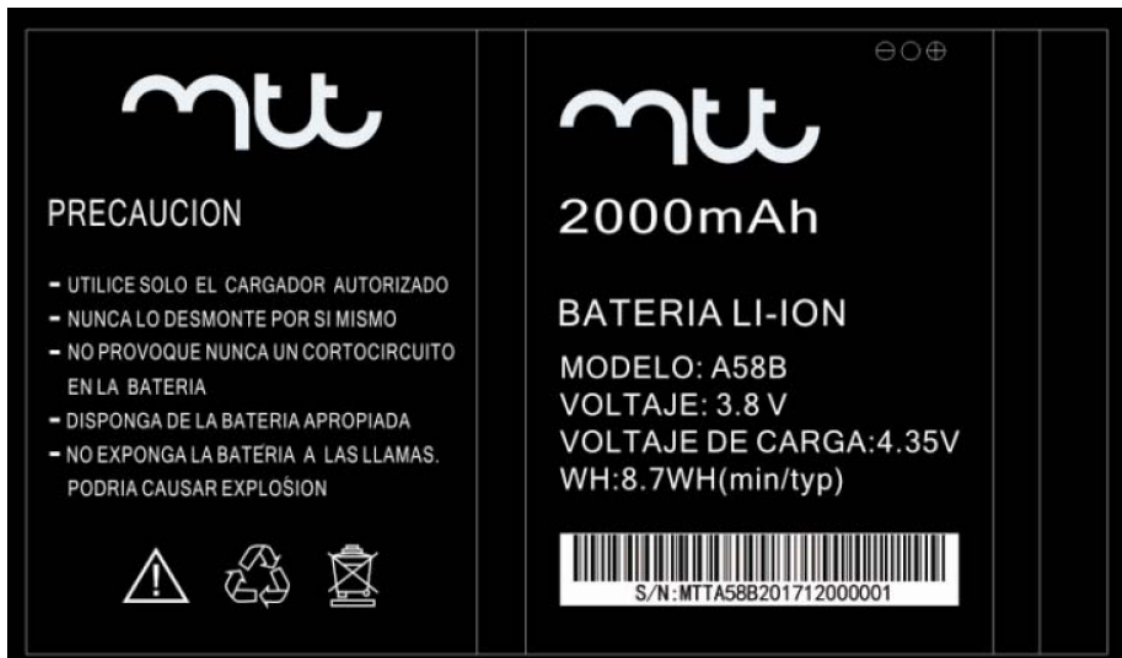 mtt
PRECAUCION
- UTILICE SOLO EL CARGADOR AUTORIZADO
- NUNCA LO DESMONTE POR SI MISMO
- NO PROVOQUE NUNCA UN CORTOCIRCUITO
EN LA BATERIA
- DISPONGA DE LA BATERIA APROPIADA
- NO EXPONGA LA BATERIA A LAS LLAMAS.
PODRIA CAUSAR EXPLOSION
mtt
2000mAh
BATERIA LI-ION
MODELO: A58B
VOLTAJE: 3.8 V
VOLTAJE DE CARGA:4.35V
WH:8.7WH(min/typ)
S/N:MTTA58B201712000001